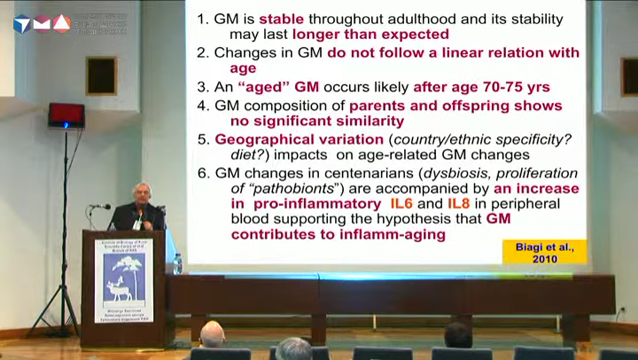 1. GM is stable throughout adulthood and its stability
may last longer than expected
2. Changes in GM do not follow a linear relation with
age
3. An “aged” GM occurs likely after age 70-75 yrs
4. GM composition of parents and offspring shows
no significant similarity
5. Geographical variation (country/ethnic specificity?
diet?) impacts on age-related GM changes
6. GM changes in centenarians (dysbiosis, proliferation
of “pathobionts”) are accompanied by an increase
in pro-inflammatory IL6 and IL8 in peripheral
blood supporting the hypothesis that GM
contributes to inflamm-aging
Biagi et al.,
2010